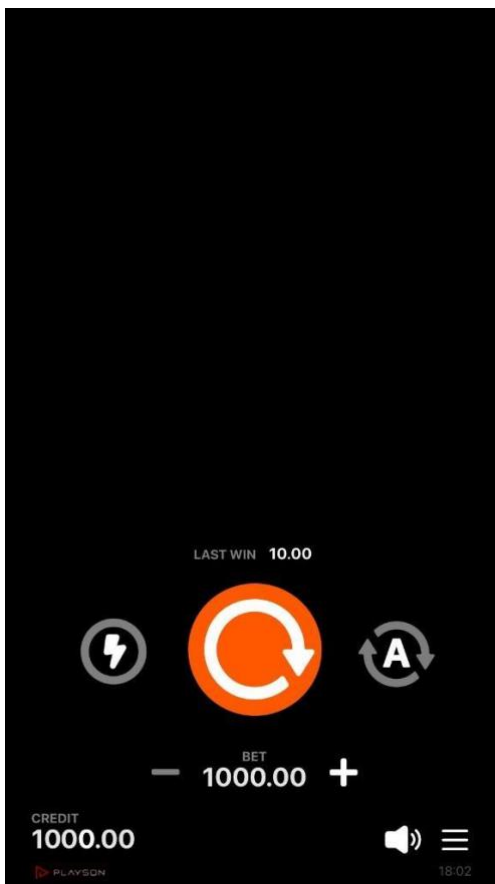 LAST WIN 10.00
A
BET
1000.00
CREDIT
1000.00
PLAYSON
18:02